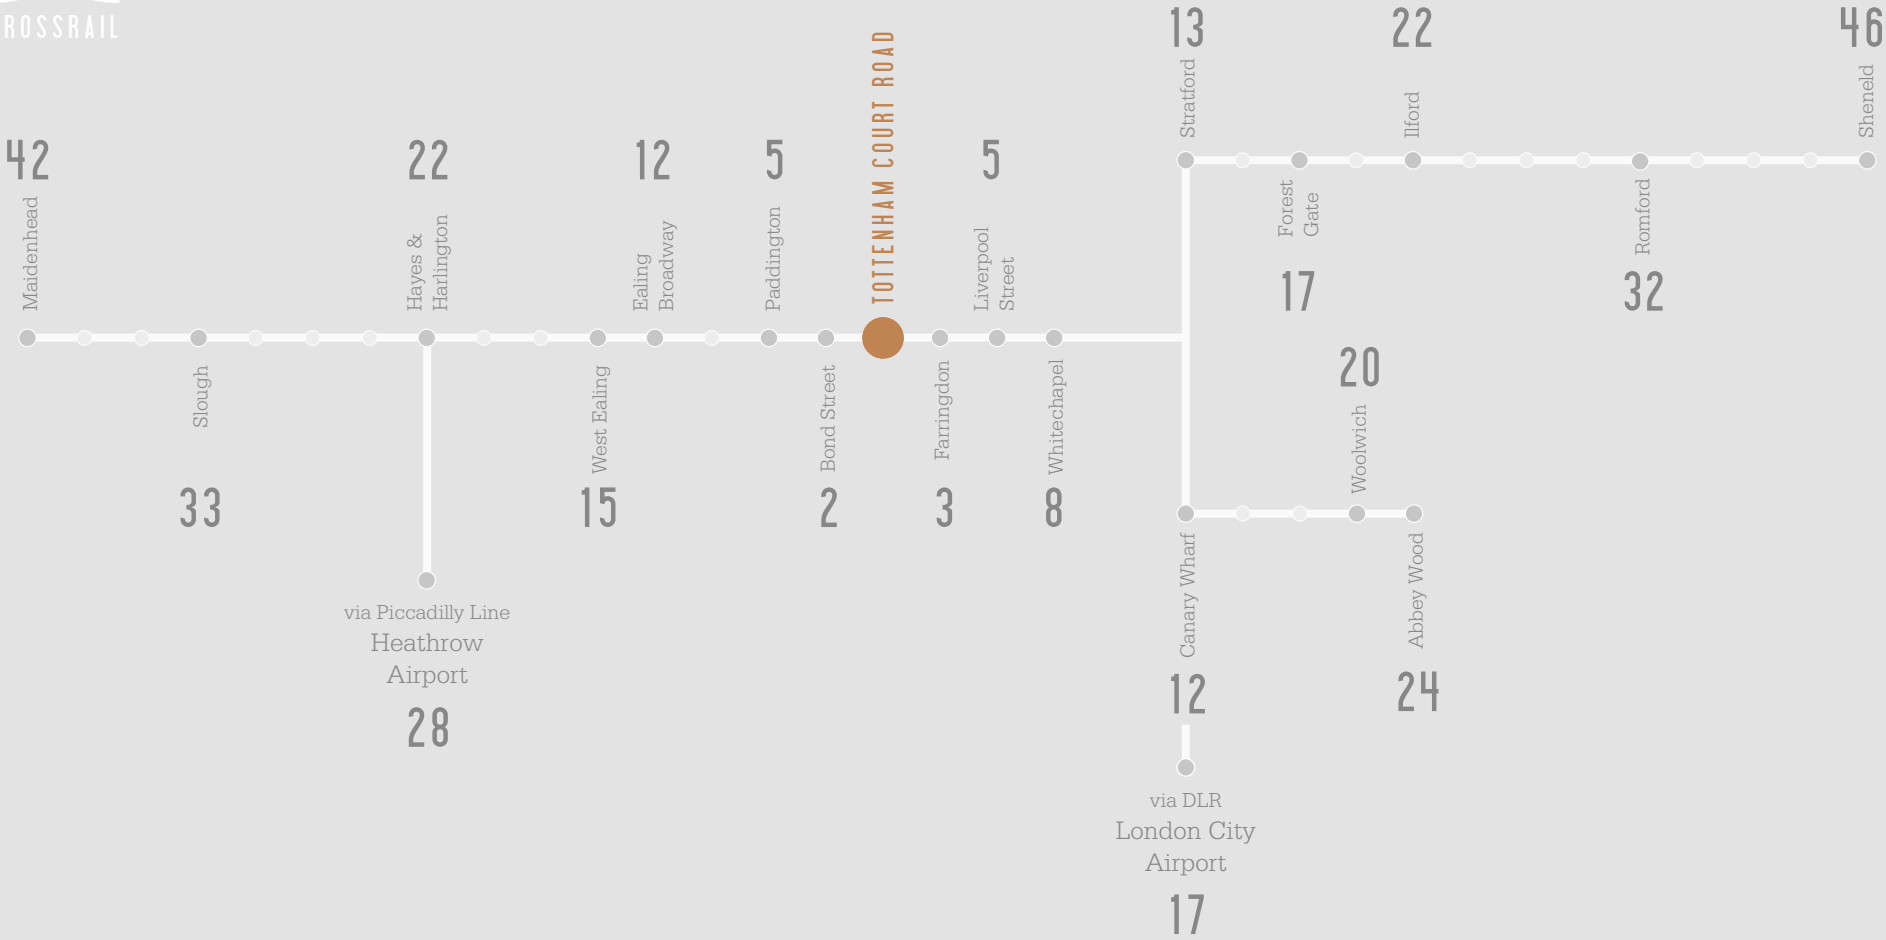 ROSSRAIL
13
22
46
Stratford
Ilford
Sheneld
TOTTENHAM COURT ROAD
42
22
12
5
5
Maidenhead
Hayes &
Harlington
Ealing
Broadway
Paddington
Liverpool
Street
Forest
Gate
Romford
17
32
Slough
West Ealing
Bond Street
Farringdon
Whitechapel
20
Woolwich
33
15
2
3
8
Canary Wharf
Abbey Wood
via Piccadilly Line
Heathrow
Airport
28
12
24
via DLR
London City
Airport
17